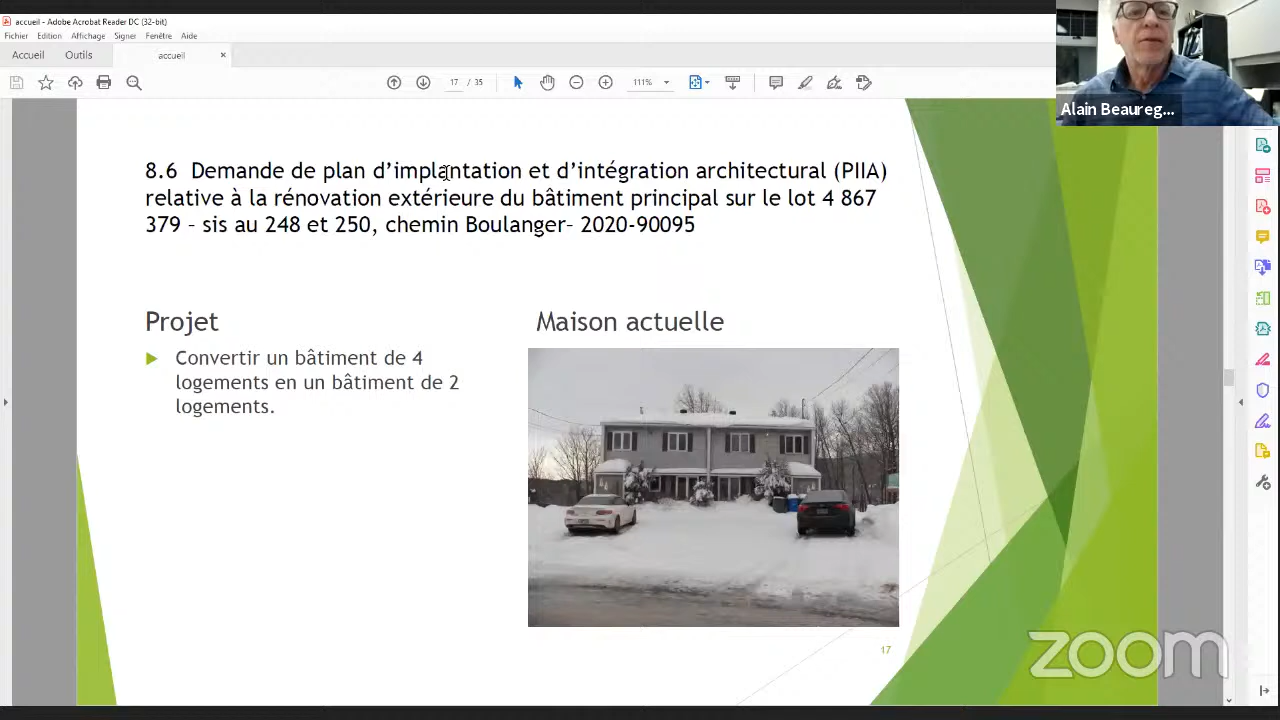 accueil - Adobe Acrobat Reader DC (32-bit)
Fichier Edition Affichage Signer Fenêtre Aide
Accueil Outils accueil ×
17 / 35 111%
Alain Beaureg...
8.6 Demande de plan d’implantation et d’intégration architectural (PIIA)
relative à la rénovation extérieure du bâtiment principal sur le lot 4 867
379 – sis au 248 et 250, chemin Boulanger– 2020-90095
Projet
Convertir un bâtiment de 4
logements en un bâtiment de 2
logements.
Maison actuelle
17
zoom